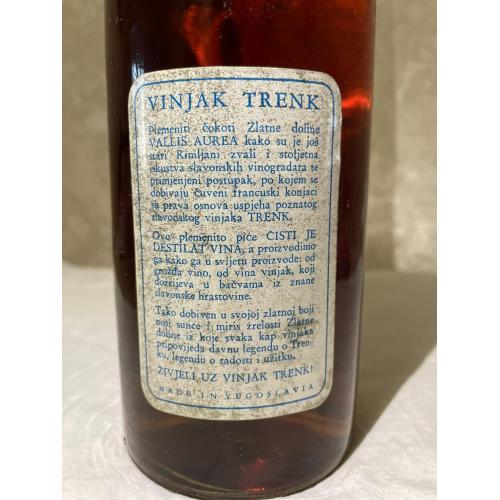 VINJAK TRENK
Plemeniti čokoti Zlatne doline
VALLIS AUREA kako su je još
stari Rimljani zvali i stoljetna
iskustva slavonskih vinogradara te
primjenjeni postupak, po kojem se
dobivaju čuveni francuski konjaci
su prava osnova uspjeha poznatog
slavonskog vinjaka TRENK.
Ovo plemenito piće ČISTI JE
DESTILAT VINA, a proizvodimo
ga kako ga u svijetu proizvode: od
grožđa vino, od vina vinjak, koji
dozrijeva u bačvama iz znane
slavonske hrastovine.
Tako dobiven u svojoj zlatnoj boji
nosi sunce i miris zrelosti Zlatne
doline iz koje svaka kap vinjaka
pripovijeda davnu legendu o Tren-
ku, legendu o radosti i užitku.
ŽIVJELI UZ VINJAK TRENK!
MADE IN YUGOSLAVIA